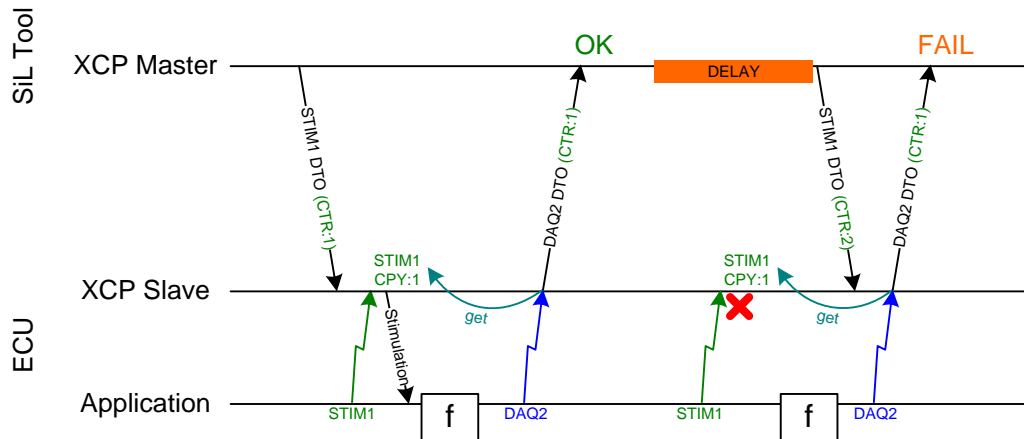 SiL Tool
XCP Master
OK
DELAY
FAIL
STIM1 DTO (CTR:1)
DAQ2 DTO (CTR:1)
STIM1 DTO (CTR:2)
DAQ2 DTO (CTR:1)
ECU
XCP Slave
STIM1
CPY:1
get
STIM1
CPY:1
get
Stimulation
Application
STIM1
f
DAQ2
STIM1
f
DAQ2